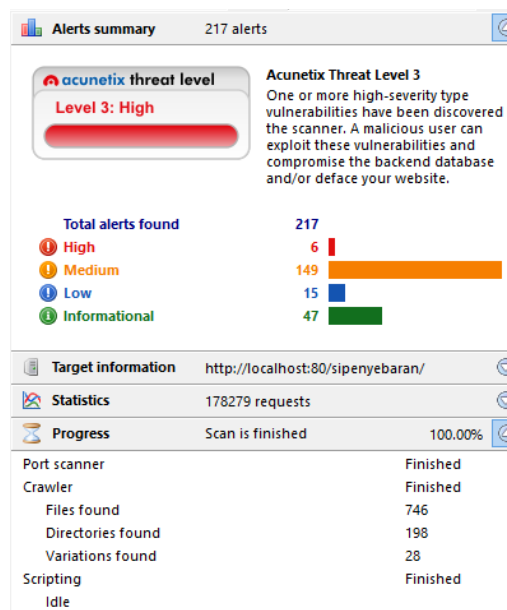 Alerts summary 217 alerts
acunetix threat level
Level 3: High
Acunetix Threat Level 3
One or more high-severity type
vulnerabilities have been discovered
the scanner. A malicious user can
exploit these vulnerabilities and
compromise the backend database
and/or deface your website.
Total alerts found 217
High 6
Medium 149
Low 15
Informational 47
Target information http://localhost:80/sipenyebaran/
Statistics 178279 requests
Progress Scan is finished 100.00%
Port scanner Finished
Crawler Finished
Files found 746
Directories found 198
Variations found 28
Scripting Finished
Idle